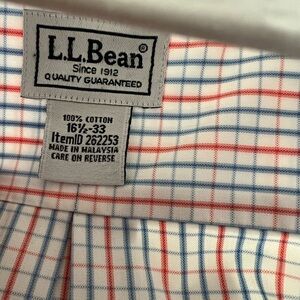 L.L.Bean®
Since 1912
QUALITY GUARANTEED
100% COTTON
16½-33
ItemID 262253
MADE IN MALAYSIA
CARE ON REVERSE